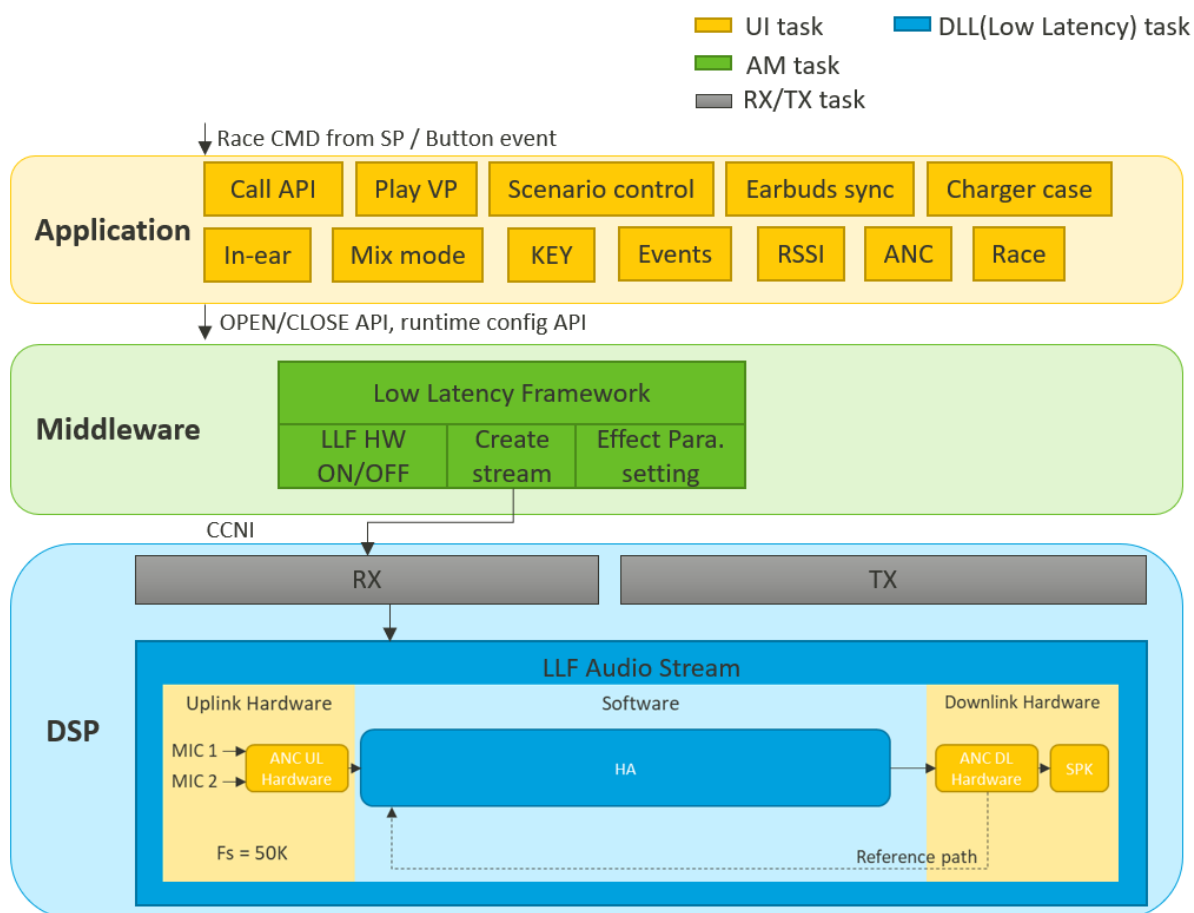 UI task
DLL(Low Latency) task
AM task
RX/TX task
Race CMD from SP / Button event
Application
Call API
Play VP
Scenario control
Earbuds sync
Charger case
In-ear
Mix mode
KEY
Events
RSSI
ANC
Race
OPEN/CLOSE API, runtime config API
Middleware
Low Latency Framework
LLF HW
ON/OFF
Create
stream
Effect Para.
setting
CCNI
DSP
RX
TX
LLF Audio Stream
Uplink Hardware
Software
Downlink Hardware
MIC 1
MIC 2
ANC UL
Hardware
HA
ANC DL
Hardware
SPK
Fs = 50K
Reference path